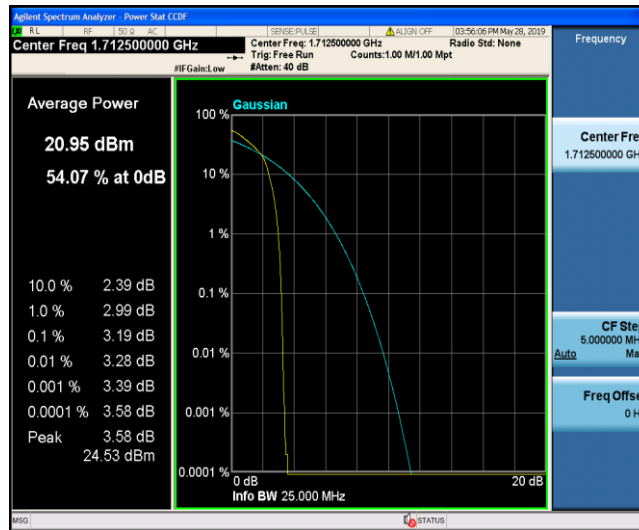 Agilent Spectrum Analyzer - Power Stat CCDF
RL RF 50 Ω AC SENSE:PULSE ALIGN OFF 03:56:06 PM May 28, 2019
Center Freq 1.712500000 GHz
Center Freq: 1.712500000 GHz Radio Std: None
Trig: Free Run Counts:1.00 M/1.00 Mpt
#IFGain:Low #Atten: 40 dB
Frequency
Average Power
20.95 dBm
54.07 % at 0dB
10.0 % 2.39 dB
1.0 % 2.99 dB
0.1 % 3.19 dB
0.01 % 3.28 dB
0.001 % 3.39 dB
0.0001 % 3.58 dB
Peak 3.58 dB
24.53 dBm
Gaussian
100 %
10 %
1 %
0.1 %
0.01 %
0.001 %
0.0001 %
0 dB 20 dB
Info BW 25.000 MHz
Center Fre
1.712500000 GH
CF Ste
5.000000 MH
Auto Ma
Freq Offse
0 H
MSG STATUS